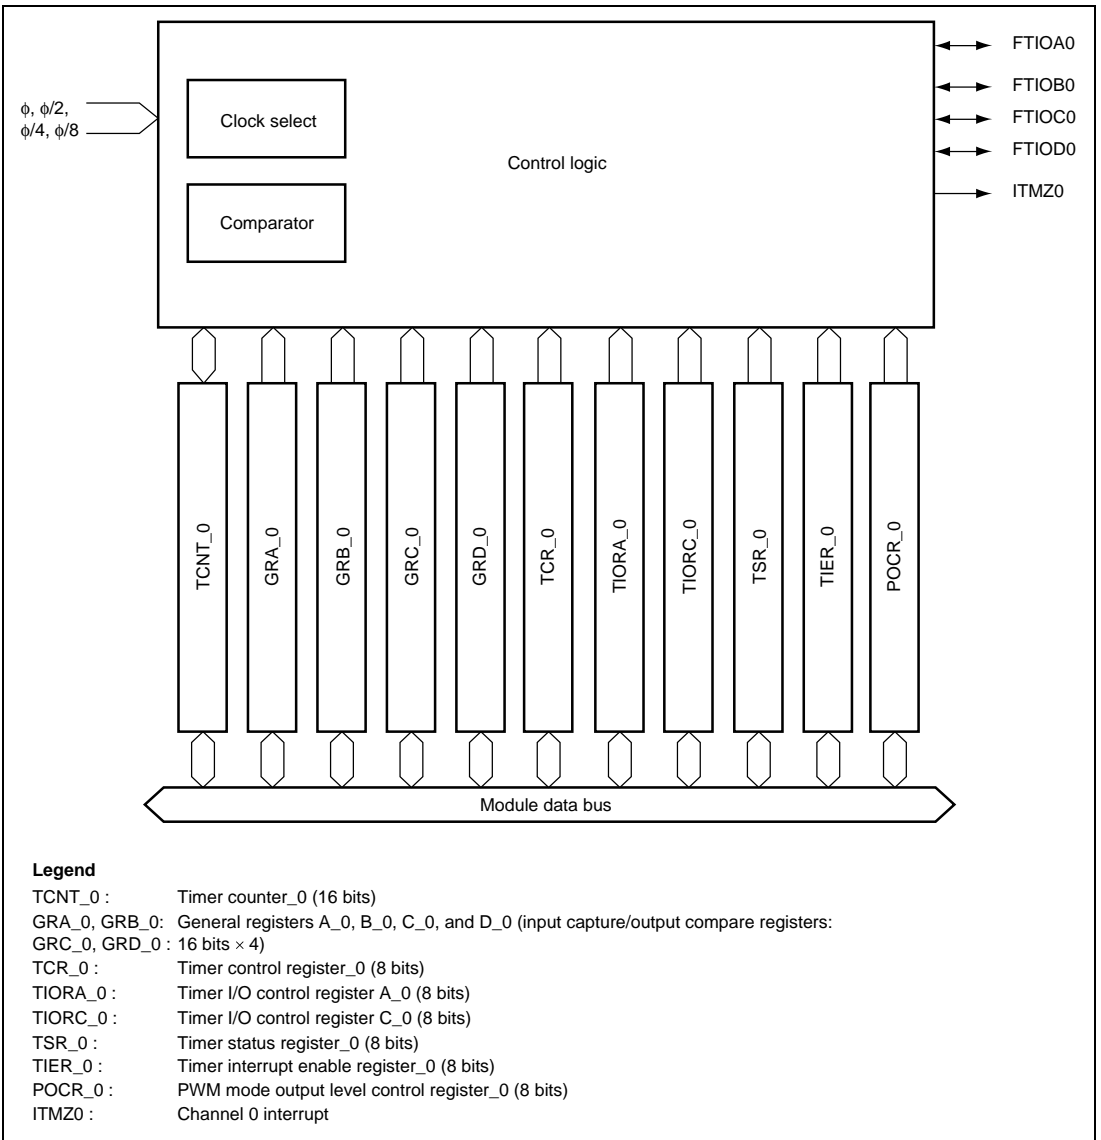 FTIOA0
φ, φ/2,
φ/4, φ/8
Clock select
FTIOB0
FTIOC0
FTIOD0
Control logic
ITMZ0
Comparator
TCNT_0
GRA_0
GRB_0
GRC_0
GRD_0
TCR_0
TIORA_0
TIORC_0
TSR_0
TIER_0
POCR_0
Module data bus
Legend
TCNT_0 : Timer counter_0 (16 bits)
GRA_0, GRB_0: General registers A_0, B_0, C_0, and D_0 (input capture/output compare registers:
GRC_0, GRD_0 : 16 bits × 4)
TCR_0 : Timer control register_0 (8 bits)
TIORA_0 : Timer I/O control register A_0 (8 bits)
TIORC_0 : Timer I/O control register C_0 (8 bits)
TSR_0 : Timer status register_0 (8 bits)
TIER_0 : Timer interrupt enable register_0 (8 bits)
POCR_0 : PWM mode output level control register_0 (8 bits)
ITMZ0 : Channel 0 interrupt